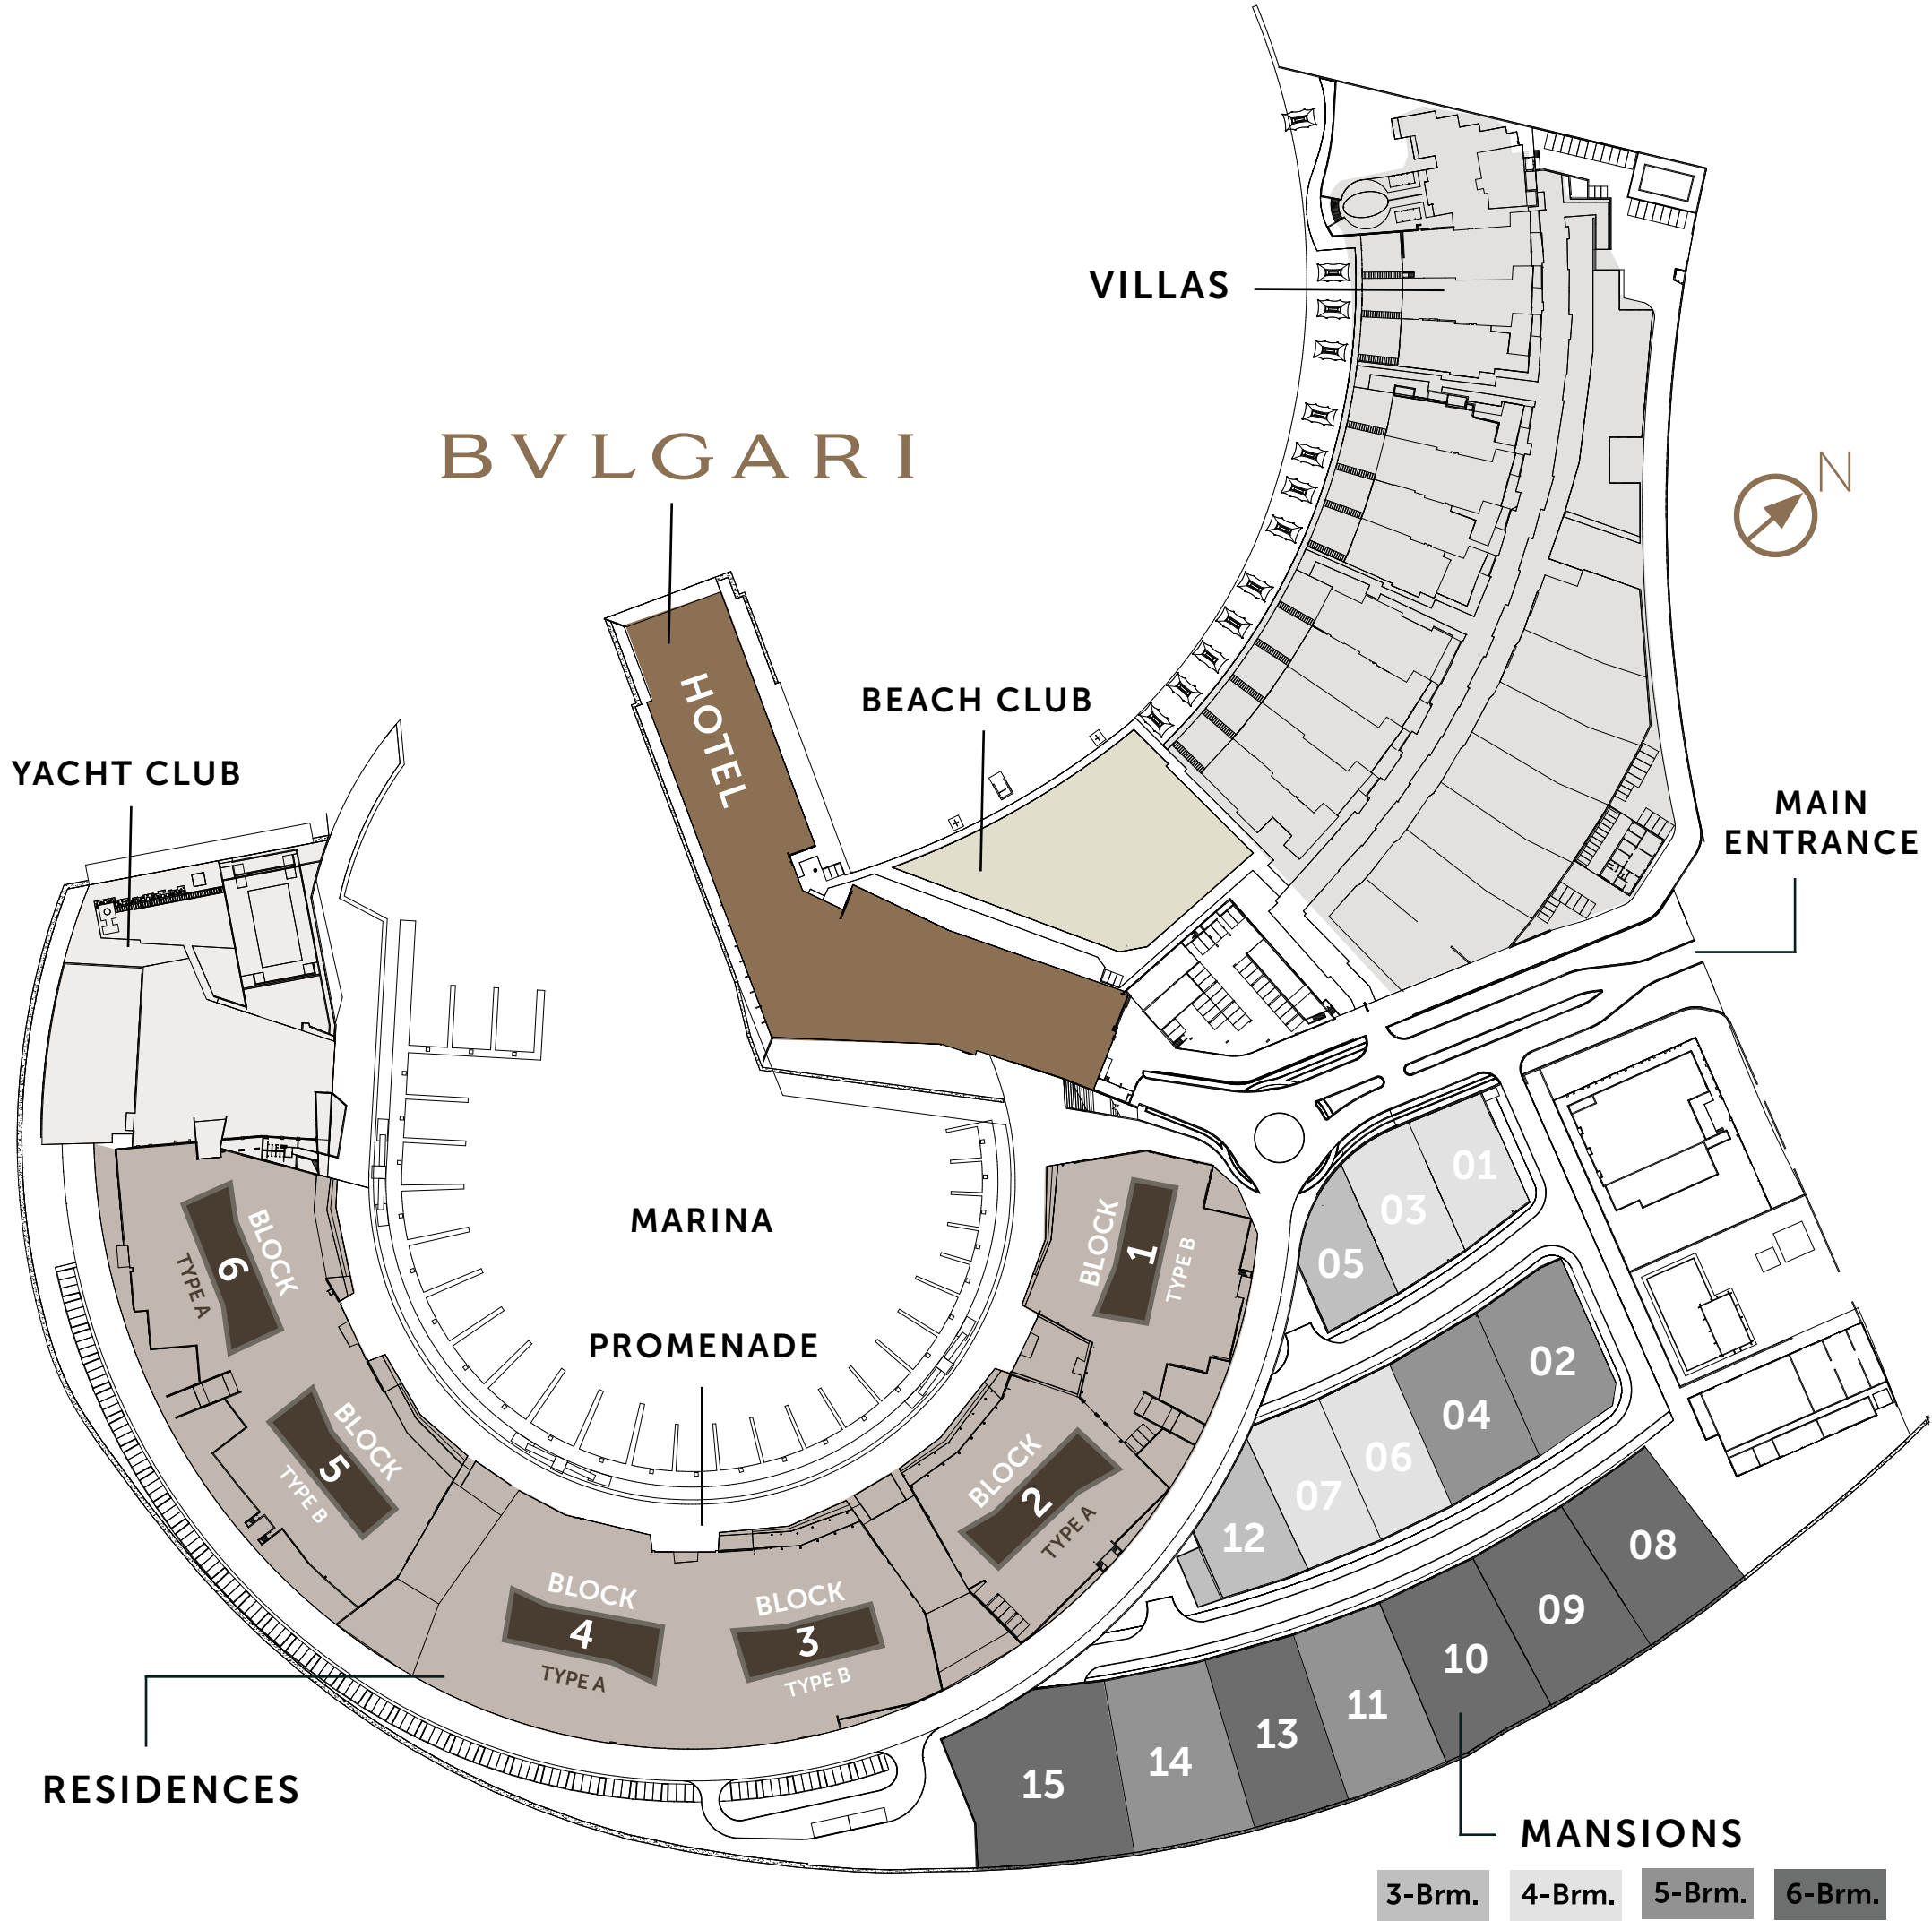 VILLAS
BVLGARI
N
HOTEL
BEACH CLUB
YACHT CLUB
MAIN
ENTRANCE
MARINA
PROMENADE
BLOCK
1
TYPE B
BLOCK
2
TYPE A
BLOCK
3
TYPE B
BLOCK
4
TYPE A
BLOCK
5
TYPE B
BLOCK
6
TYPE A
01
03
05
02
04
06
07
12
08
09
10
11
13
14
15
RESIDENCES
MANSIONS
3-Brm.
4-Brm.
5-Brm.
6-Brm.